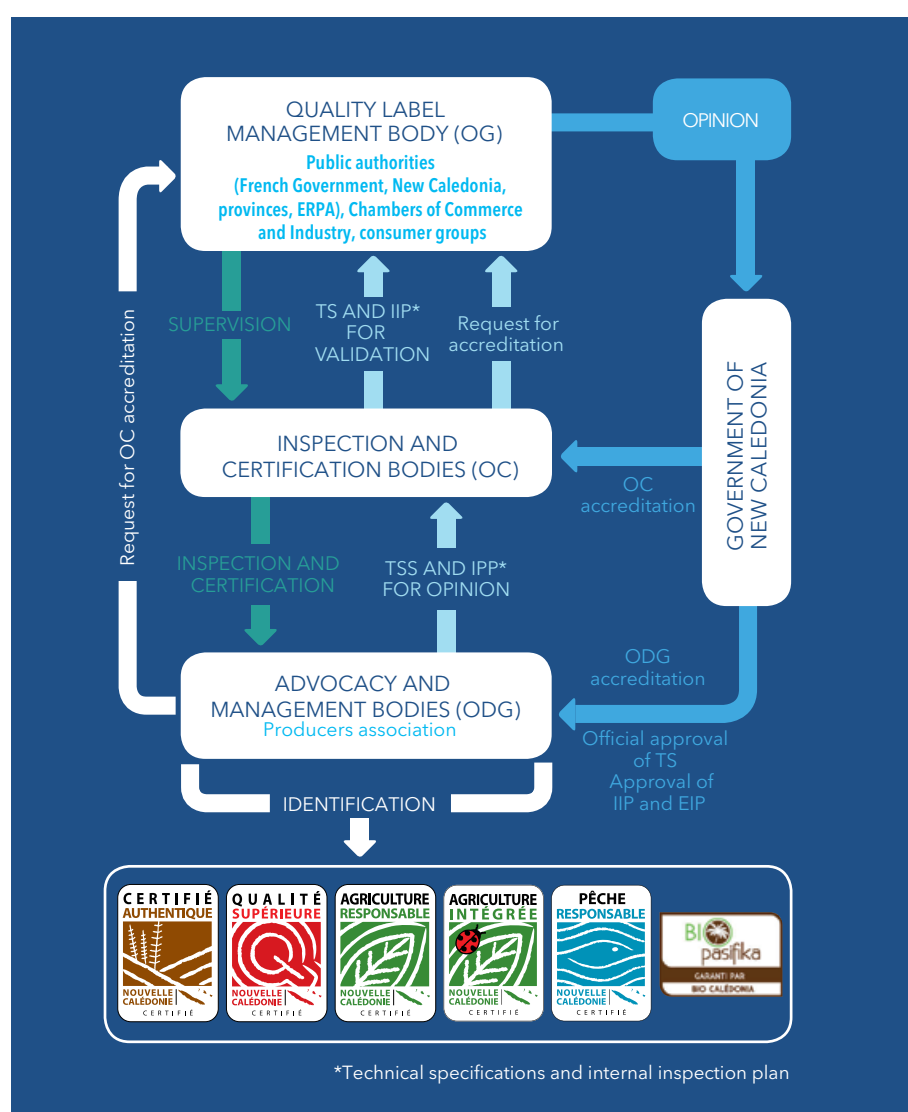 QUALITY LABEL
MANAGEMENT BODY (OG)
Public authorities
(French Government, New Caledonia,
provinces, ERPA), Chambers of Commerce
and Industry, consumer groups
OPINION
SUPERVISION
TS AND IIP*
FOR
VALIDATION
Request for
accreditation
Request for OC accreditation
GOVERNMENT OF
NEW CALEDONIA
INSPECTION AND
CERTIFICATION BODIES (OC)
OC
accreditation
INSPECTION AND
CERTIFICATION
TSS AND IPP*
FOR OPINION
ODG
accreditation
ADVOCACY AND
MANAGEMENT BODIES (ODG)
Producers association
Official approval
of TS
Approval of
IIP and EIP
IDENTIFICATION
CERTIFIÉ
AUTHENTIQUE
NOUVELLE
CALÉDONIE
CERTIFIÉ
QUALITÉ
SUPÉRIEURE
NOUVELLE
CALÉDONIE
CERTIFIÉ
AGRICULTURE
RESPONSABLE
NOUVELLE
CALÉDONIE
CERTIFIÉ
AGRICULTURE
INTÉGRÉE
NOUVELLE
CALÉDONIE
CERTIFIÉ
PÊCHE
RESPONSABLE
NOUVELLE
CALÉDONIE
CERTIFIÉ
BIO
pasifika
GARANTI PAR
BIO CALÉDONIA
*Technical specifications and internal inspection plan